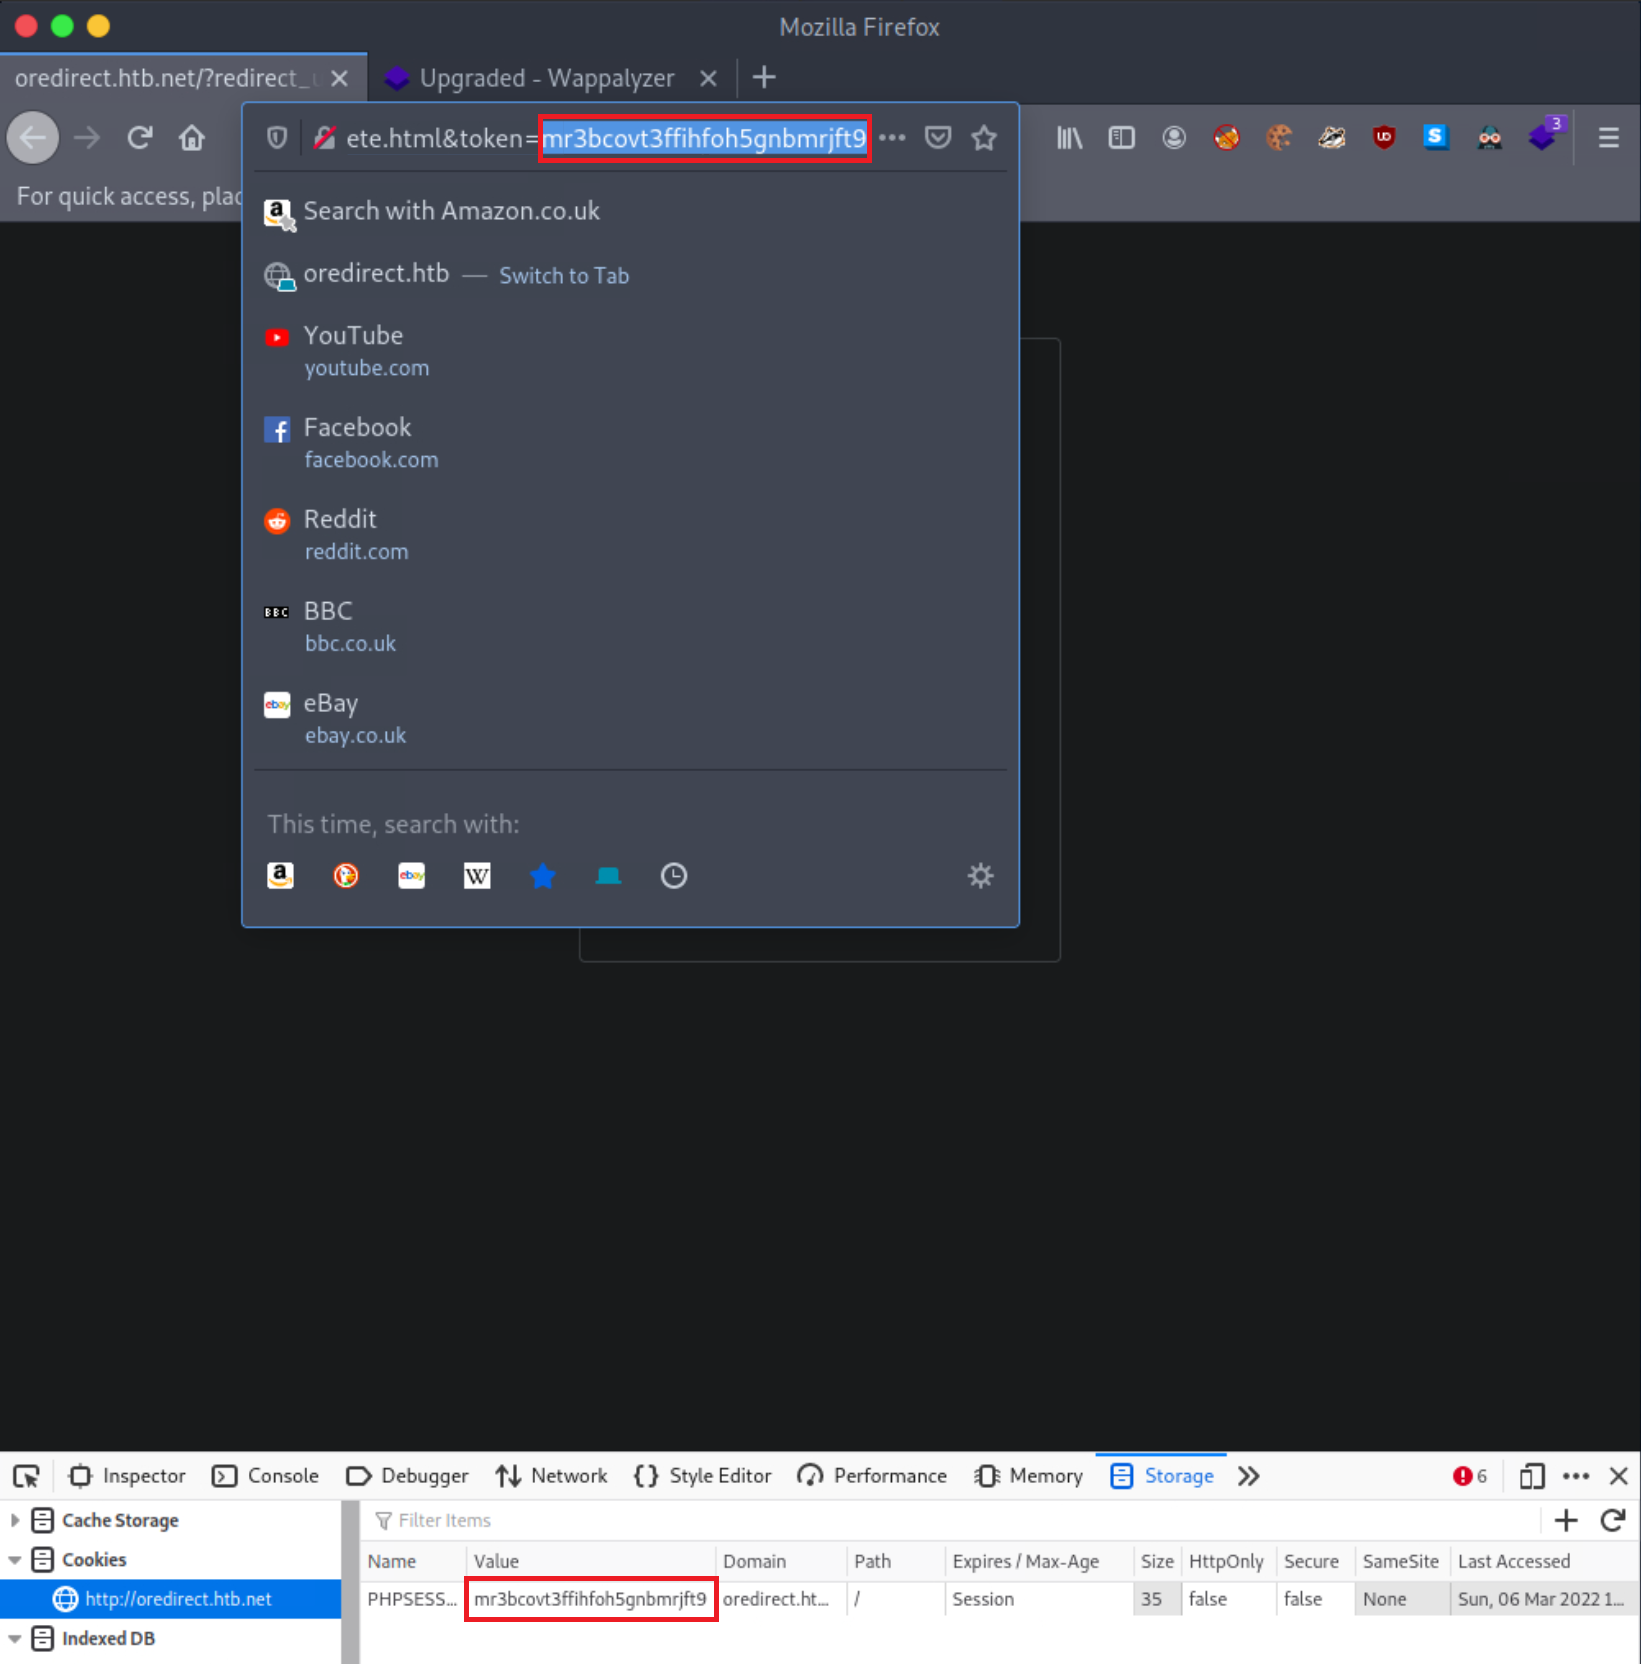 Mozilla Firefox
oredirect.htb.net/?redirect_u
Upgraded - Wappalyzer
ete.html&token=mr3bcovt3ffihfoh5gnbmrjft9
3
For quick access, plac
Search with Amazon.co.uk
oredirect.htb — Switch to Tab
YouTube
youtube.com
Facebook
facebook.com
Reddit
reddit.com
BBC
BBC
bbc.co.uk
ebay
eBay
ebay.co.uk
This time, search with:
a ebay W
Inspector Console Debugger Network Style Editor Performance Memory Storage 6
Cache Storage
Filter Items
Cookies
Name Value Domain Path Expires / Max-Age Size HttpOnly Secure SameSite Last Accessed
http://oredirect.htb.net
PHPSESS... mr3bcovt3ffihfoh5gnbmrjft9 oredirect.ht... / Session 35 false false None Sun, 06 Mar 2022 1...
Indexed DB